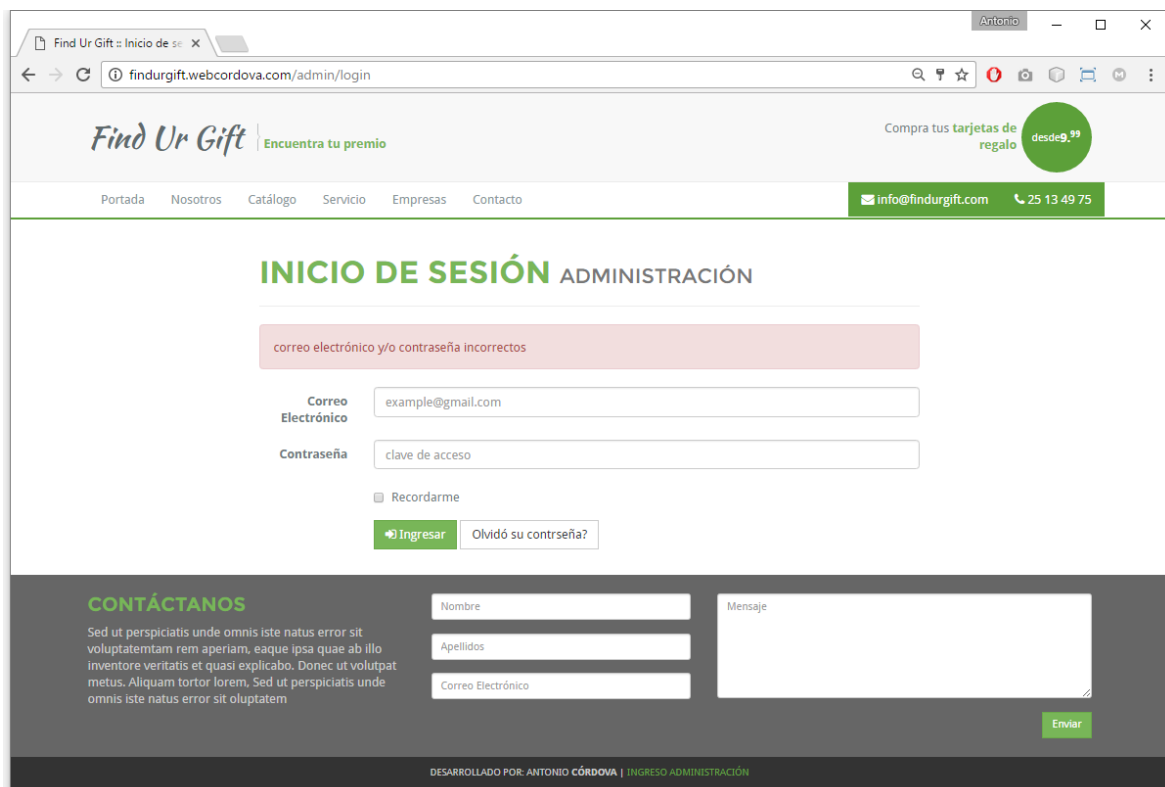 Antonio
Find Ur Gift :: Inicio de se
findurgift.webcordova.com/admin/login
Find Ur Gift Encuentra tu premio
Compra tus tarjetas de
regalo
desde9.99
Portada Nosotros Catálogo Servicio Empresas Contacto
info@findurgift.com 25 13 49 75
INICIO DE SESIÓN ADMINISTRACIÓN
correo electrónico y/o contraseña incorrectos
Correo
Electrónico
example@gmail.com
Contraseña
clave de acceso
Recordarme
Ingresar Olvidó su contrseña?
CONTÁCTANOS
Sed ut perspiciatis unde omnis iste natus error sit
voluptatemtam rem aperiam, eaque ipsa quae ab illo
inventore veritatis et quasi explicabo. Donec ut volutpat
metus. Aliquam tortor lorem, Sed ut perspiciatis unde
omnis iste natus error sit oluptatem
Nombre
Apellidos
Correo Electrónico
Mensaje
Enviar
DESARROLLADO POR: ANTONIO CÓRDOVA | INGRESO ADMINISTRACIÓN